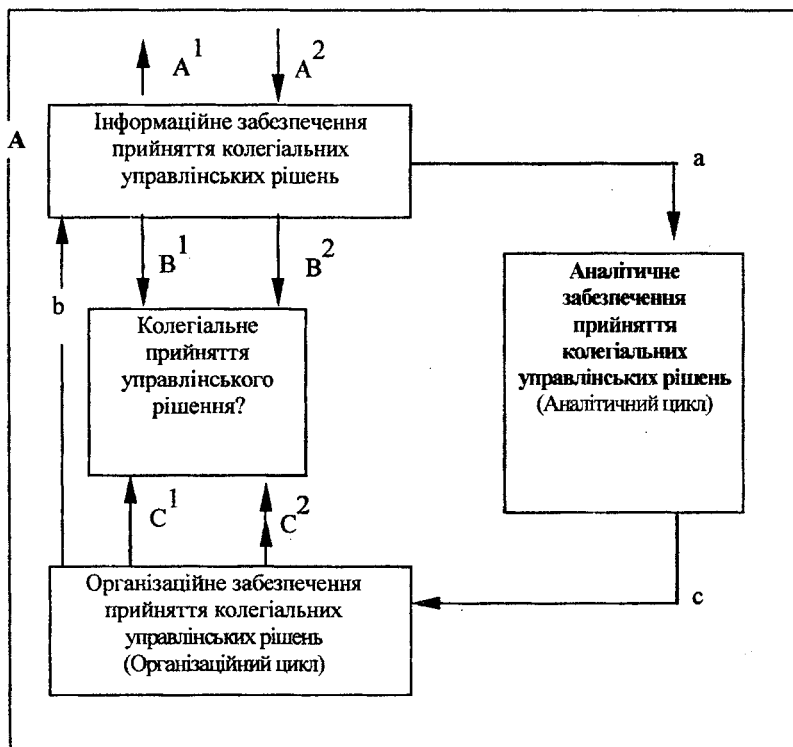 A¹
A²
A
Інформаційне забезпечення
прийняття колегіальних
управлінських рішень
a
B¹
B²
b
Колегіальне
прийняття
управлінського
рішення?
Аналітичне
забезпечення
прийняття
колегіальних
управлінських рішень
(Аналітичний цикл)
C¹
C²
Організаційне забезпечення
прийняття колегіальних
управлінських рішень
(Організаційний цикл)
c